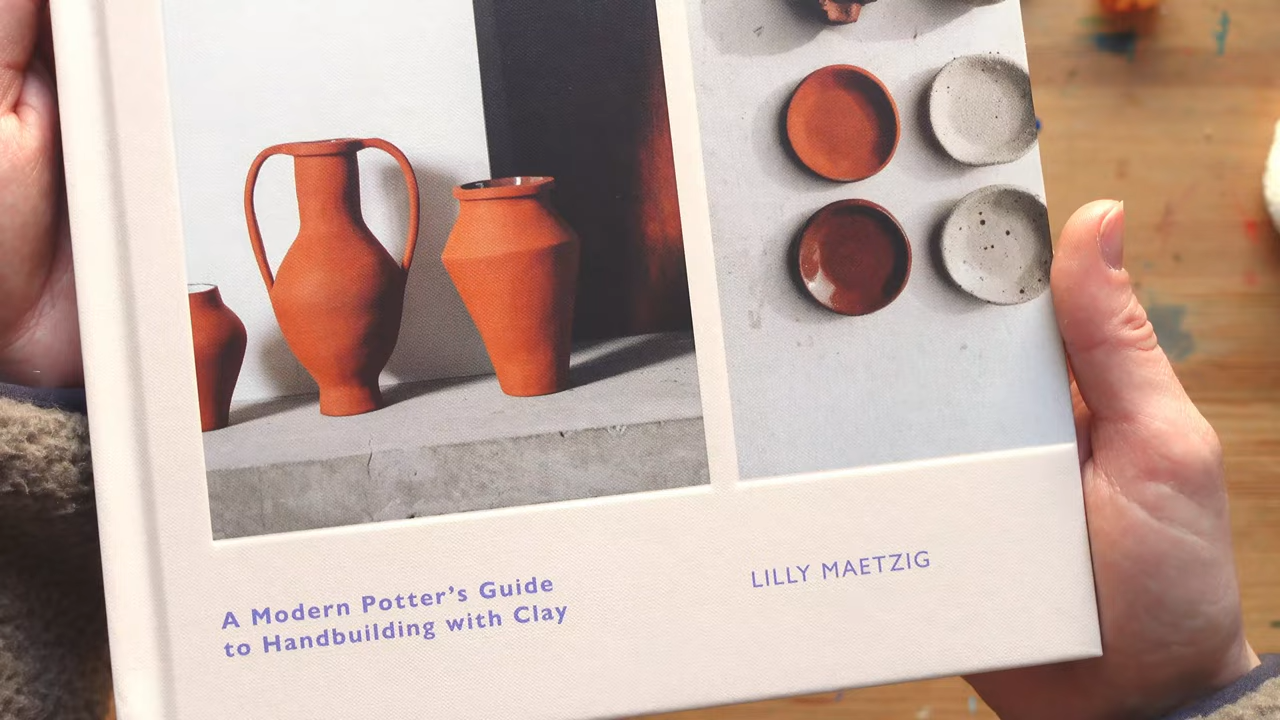 A Modern Potter’s Guide
to Handbuilding with Clay
LILLY MAETZIG